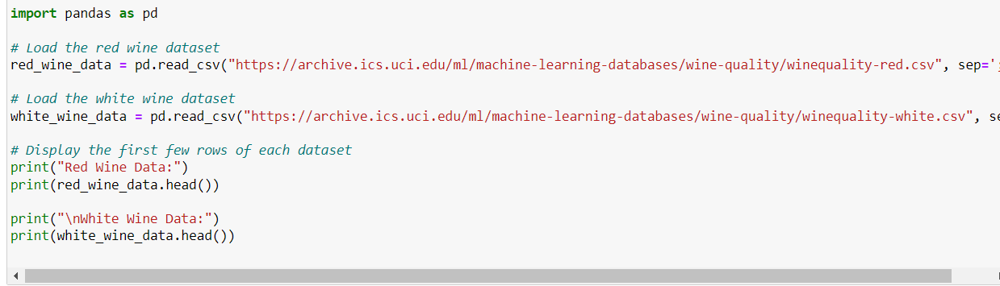 import pandas as pd
# Load the red wine dataset
red_wine_data = pd.read_csv("https://archive.ics.uci.edu/ml/machine-learning-databases/wine-quality/winequality-red.csv", sep='
# Load the white wine dataset
white_wine_data = pd.read_csv("https://archive.ics.uci.edu/ml/machine-learning-databases/wine-quality/winequality-white.csv", se
# Display the first few rows of each dataset
print("Red Wine Data:")
print(red_wine_data.head())
print("\nWhite Wine Data:")
print(white_wine_data.head())